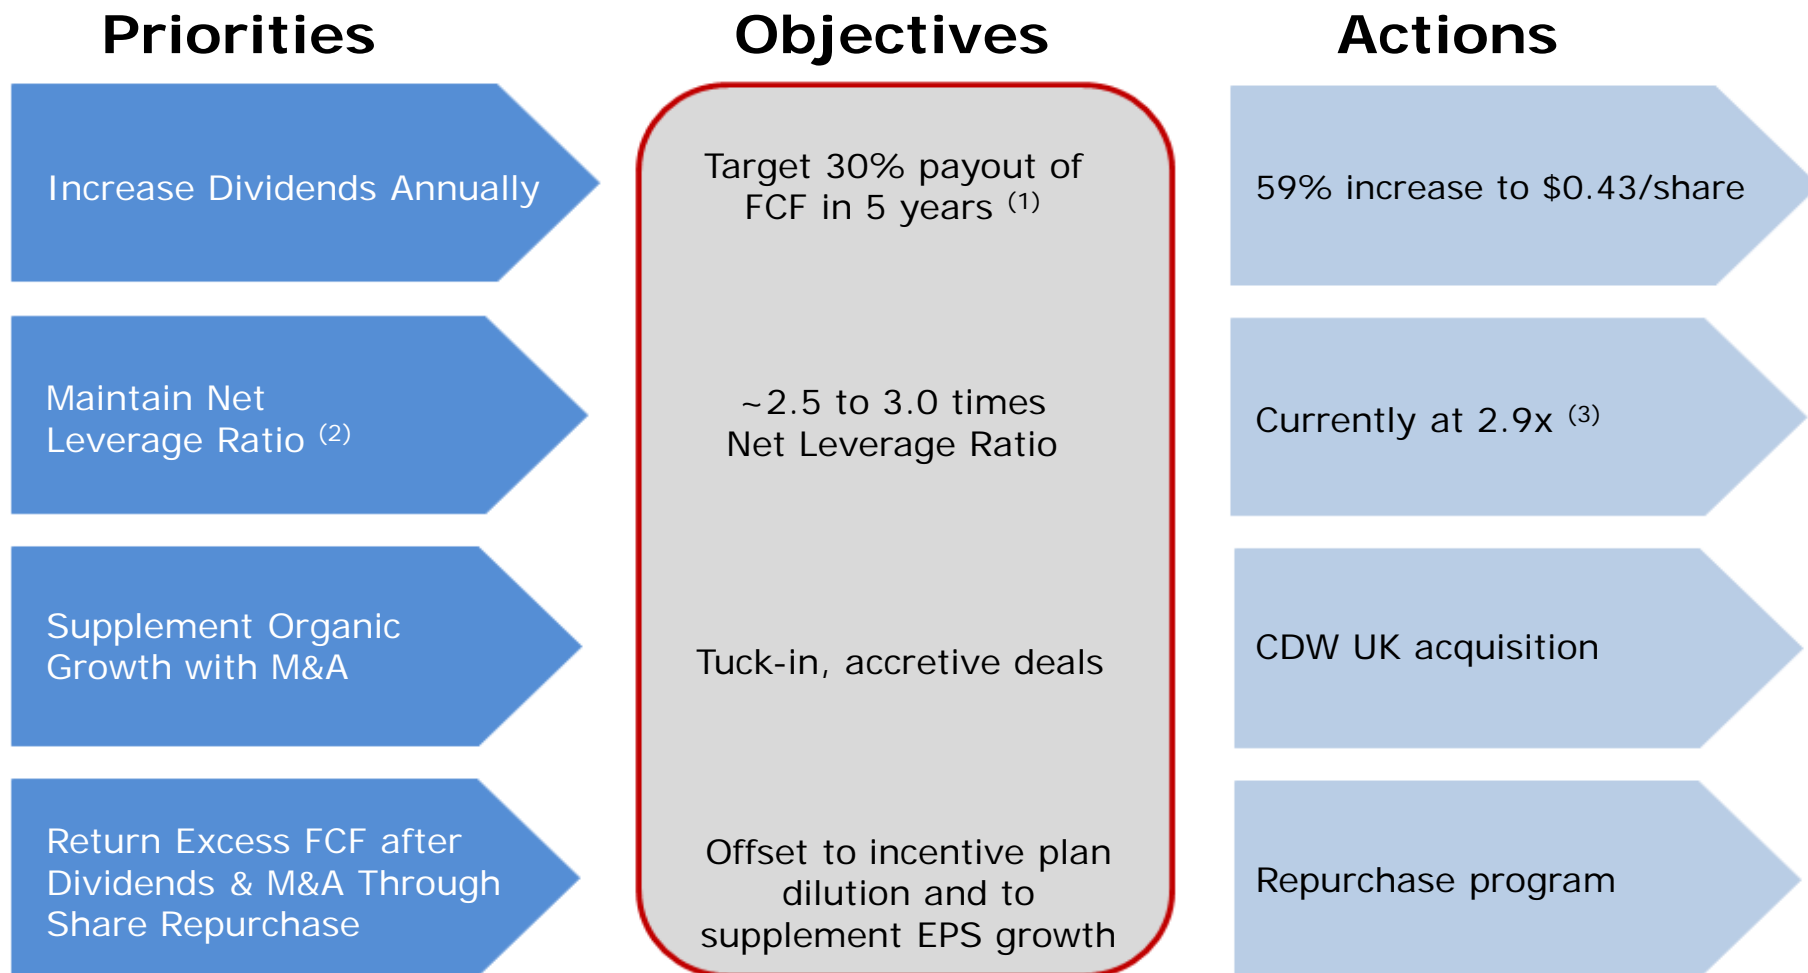 Priorities
Objectives
Actions
Increase Dividends Annually
Target 30% payout of
FCF in 5 years (1)
59% increase to $0.43/share
Maintain Net
Leverage Ratio (2)
~2.5 to 3.0 times
Net Leverage Ratio
Currently at 2.9x (3)
Supplement Organic
Growth with M&A
Tuck-in, accretive deals
CDW UK acquisition
Return Excess FCF after
Dividends & M&A Through
Share Repurchase
Offset to incentive plan
dilution and to
supplement EPS growth
Repurchase program